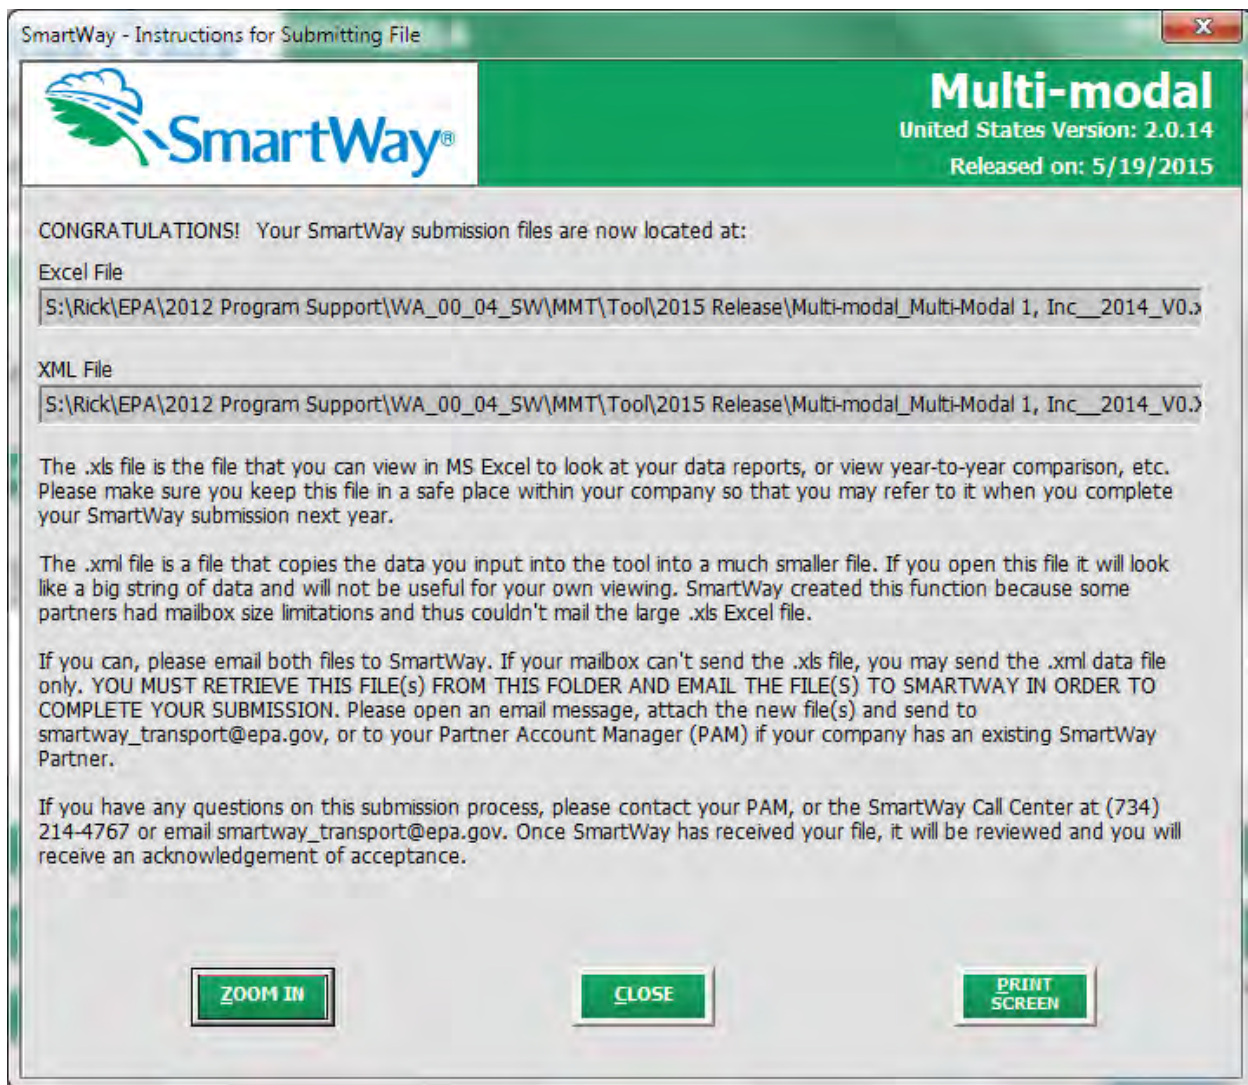 SmartWay - Instructions for Submitting File
X
SmartWay®
Multi-modal
United States Version: 2.0.14
Released on: 5/19/2015
CONGRATULATIONS! Your SmartWay submission files are now located at:
Excel File
S:\Rick\EPA\2012 Program Support\WA_00_04_SW\MMT\Tool\2015 Release\Multi-modal_Multi-Modal 1, Inc__2014_V0.x
XML File
S:\Rick\EPA\2012 Program Support\WA_00_04_SW\MMT\Tool\2015 Release\Multi-modal_Multi-Modal 1, Inc__2014_V0.X
The .xls file is the file that you can view in MS Excel to look at your data reports, or view year-to-year comparison, etc.
Please make sure you keep this file in a safe place within your company so that you may refer to it when you complete
your SmartWay submission next year.
The .xml file is a file that copies the data you input into the tool into a much smaller file. If you open this file it will look
like a big string of data and will not be useful for your own viewing. SmartWay created this function because some
partners had mailbox size limitations and thus couldn't mail the large .xls Excel file.
If you can, please email both files to SmartWay. If your mailbox can't send the .xls file, you may send the .xml data file
only. YOU MUST RETRIEVE THIS FILE(s) FROM THIS FOLDER AND EMAIL THE FILE(S) TO SMARTWAY IN ORDER TO
COMPLETE YOUR SUBMISSION. Please open an email message, attach the new file(s) and send to
smartway_transport@epa.gov, or to your Partner Account Manager (PAM) if your company has an existing SmartWay
Partner.
If you have any questions on this submission process, please contact your PAM, or the SmartWay Call Center at (734)
214-4767 or email smartway_transport@epa.gov. Once SmartWay has received your file, it will be reviewed and you will
receive an acknowledgement of acceptance.
ZOOM IN
CLOSE
PRINT
SCREEN